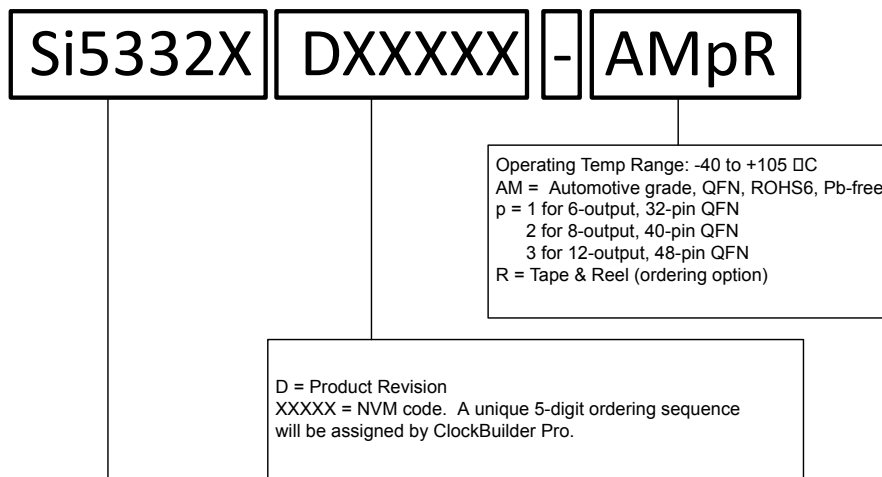 Si5332X DXXXXX - AMpR
Operating Temp Range: -40 to +105 □C
AM = Automotive grade, QFN, ROHS6, Pb-free
p = 1 for 6-output, 32-pin QFN
2 for 8-output, 40-pin QFN
3 for 12-output, 48-pin QFN
R = Tape & Reel (ordering option)
D = Product Revision
XXXXX = NVM code. A unique 5-digit ordering sequence
will be assigned by ClockBuilder Pro.